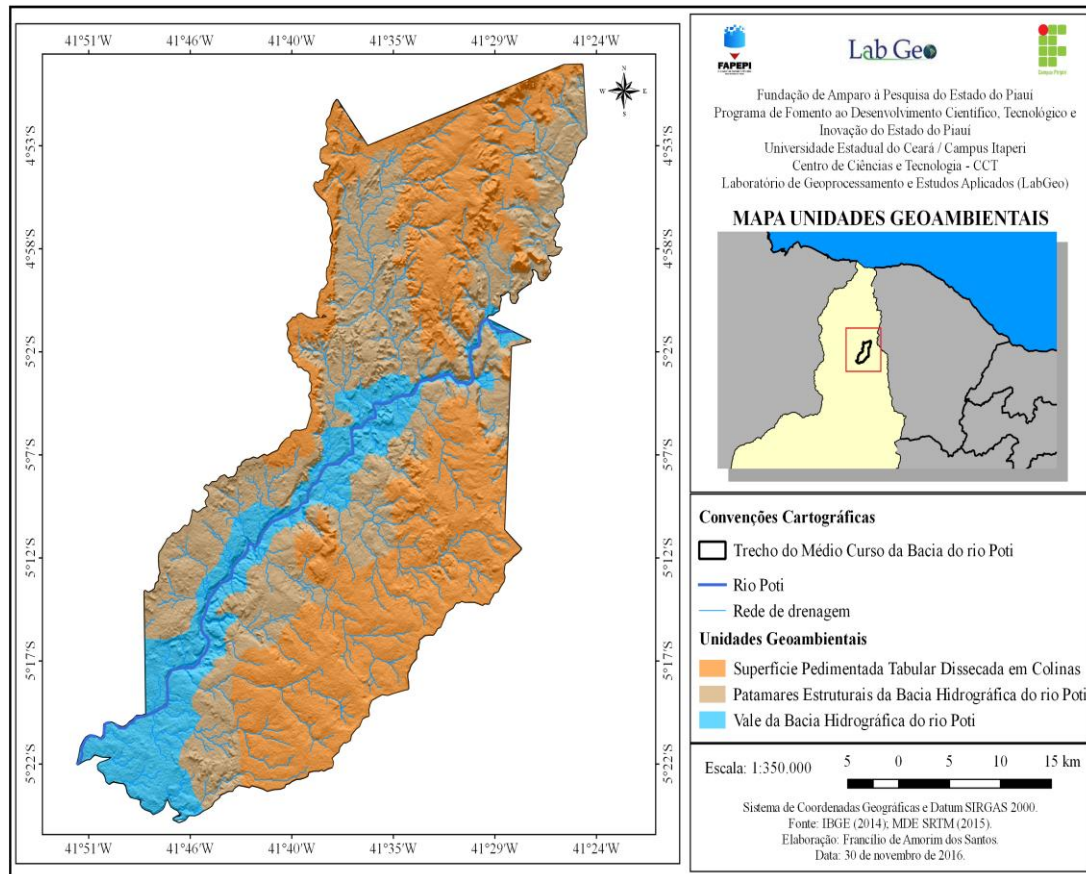 41°51'W 41°46'W 41°40'W 41°35'W 41°29'W 41°24'W
4°53'S 4°53'S
4°58'S 4°58'S
5°2'S 5°2'S
5°7'S 5°7'S
5°12'S 5°12'S
5°17'S 5°17'S
5°22'S 5°22'S
41°51'W 41°46'W 41°40'W 41°35'W 41°29'W 41°24'W
N
W E
S
FAPEPI
Lab Geo
Fundação de Amparo à Pesquisa do Estado do Piauí
Programa de Fomento ao Desenvolvimento Científico, Tecnológico e
Inovação do Estado do Piauí
Universidade Estadual do Ceará / Campus Itaperi
Centro de Ciências e Tecnologia - CCT
Laboratório de Geoprocessamento e Estudos Aplicados (LabGeo)
MAPA UNIDADES GEOAMBIENTAIS
Convenções Cartográficas
Trecho do Médio Curso da Bacia do rio Poti
Rio Poti
Rede de drenagem
Unidades Geoambientais
Superfície Pedimentada Tabular Dissecada em Colinas
Patamares Estruturais da Bacia Hidrográfica do rio Poti
Vale da Bacia Hidrográfica do rio Poti
Escala: 1:350.000
5 0 5 10 15 km
Sistema de Coordenadas Geográficas e Datum SIRGAS 2000.
Fonte: IBGE (2014); MDE SRTM (2015).
Elaboração: Francílio de Amorim dos Santos.
Data: 30 de novembro de 2016.